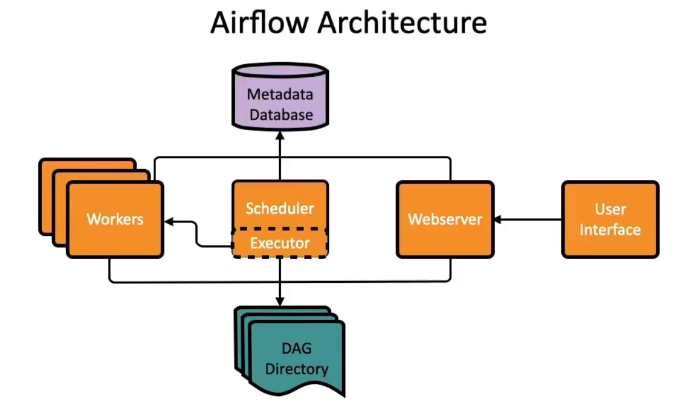 Airflow Architecture
Metadata
Database
Workers
Scheduler
Executor
Webserver
User
Interface
DAG
Directory